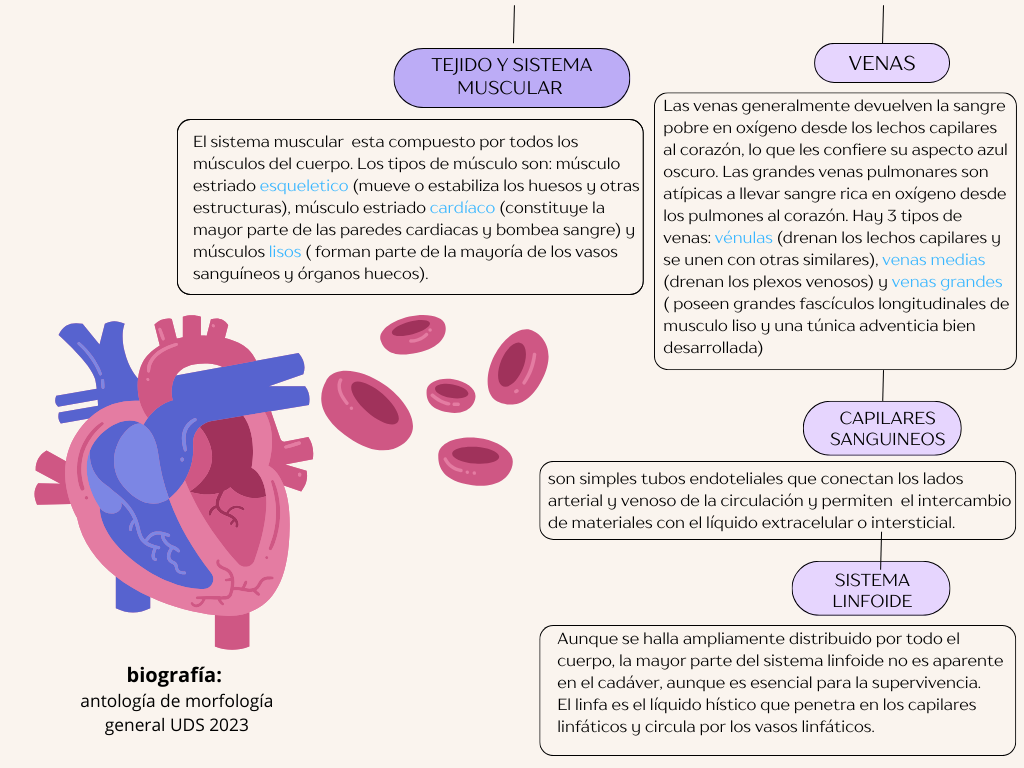 TEJIDO Y SISTEMA
MUSCULAR
El sistema muscular  esta compuesto por todos los
músculos del cuerpo. Los tipos de músculo son: músculo
estriado esqueletico (mueve o estabiliza los huesos y otras
estructuras), músculo estriado cardíaco (constituye la
mayor parte de las paredes cardiacas y bombea sangre) y
músculos lisos ( forman parte de la mayoría de los vasos
sanguíneos y órganos huecos).
VENAS
Las venas generalmente devuelven la sangre
pobre en oxígeno desde los lechos capilares
al corazón, lo que les confiere su aspecto azul
oscuro. Las grandes venas pulmonares son
atípicas a llevar sangre rica en oxígeno desde
los pulmones al corazón. Hay 3 tipos de
venas: vénulas (drenan los lechos capilares y
se unen con otras similares), venas medias
(drenan los plexos venosos) y venas grandes
( poseen grandes fascículos longitudinales de
musculo liso y una túnica adventicia bien
desarrollada)
CAPILARES
SANGUINEOS
son simples tubos endoteliales que conectan los lados
arterial y venoso de la circulación y permiten  el intercambio
de materiales con el líquido extracelular o intersticial.
SISTEMA
LINFOIDE
Aunque se halla ampliamente distribuido por todo el
cuerpo, la mayor parte del sistema linfoide no es aparente
en el cadáver, aunque es esencial para la supervivencia.
El linfa es el líquido hístico que penetra en los capilares
linfáticos y circula por los vasos linfáticos.
biografía:
antología de morfología
general UDS 2023